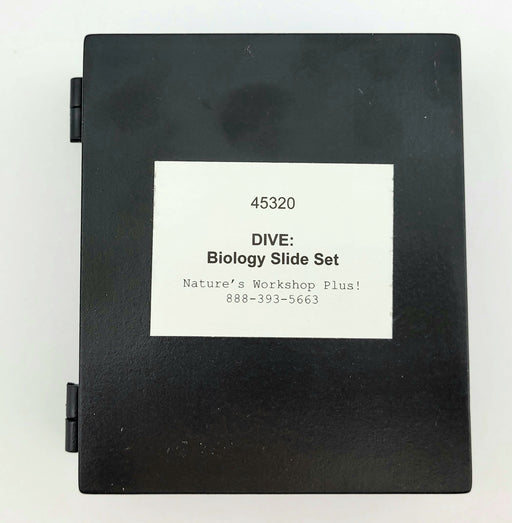 45320
DIVE:
Biology Slide Set
Nature's Workshop Plus!
888-393-5663